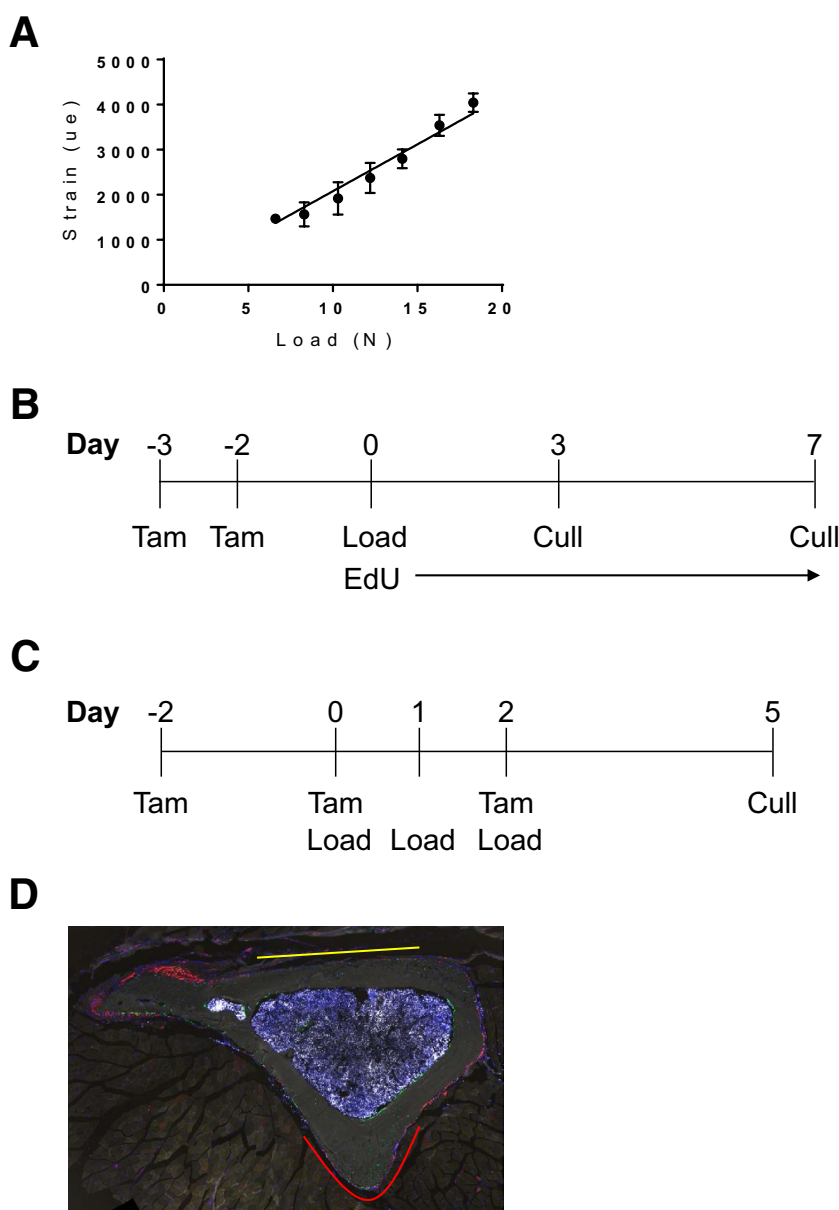 A
5000
4000
3000
2000
1000
0
Strain (ue)
0 5 10 15 20
Load (N)
B
Day -3 -2 0 3 7
Tam Tam Load Cull Cull
EdU
C
Day -2 0 1 2 5
Tam Tam Tam Cull
Load Load Load
D